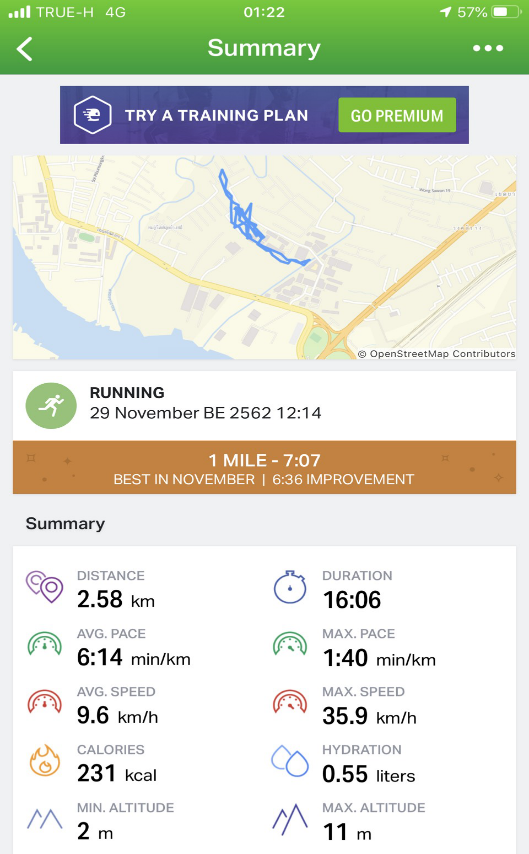 TRUE-H 4G 01:22 57%
Summary
TRY A TRAINING PLAN GO PREMIUM
© OpenStreetMap Contributors
RUNNING
29 November BE 2562 12:14
1 MILE - 7:07
BEST IN NOVEMBER | 6:36 IMPROVEMENT
Summary
DISTANCE DURATION
2.58 km 16:06
AVG. PACE MAX. PACE
6:14 min/km 1:40 min/km
AVG. SPEED MAX. SPEED
9.6 km/h 35.9 km/h
CALORIES HYDRATION
231 kcal 0.55 liters
MIN. ALTITUDE MAX. ALTITUDE
2 m 11 m